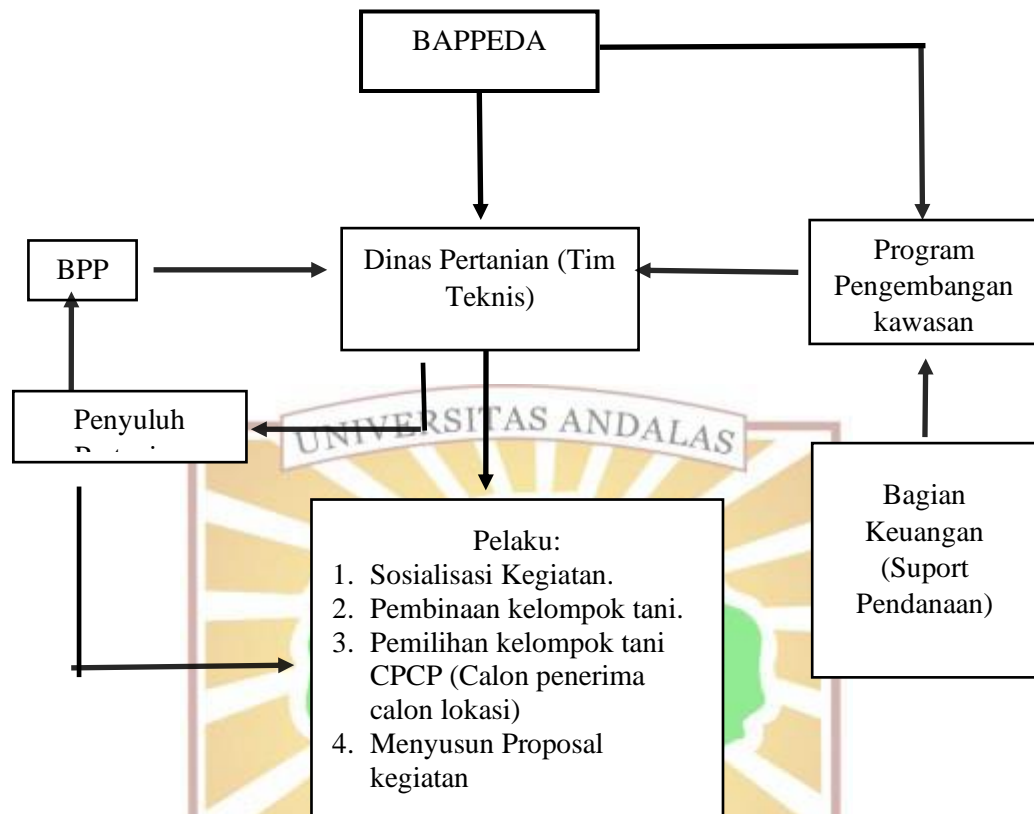 BAPPEDA
BPP
Dinas Pertanian (Tim
Teknis)
Program
Pengembangan
kawasan
Penyuluh
UNIVERSITAS ANDALAS
Bagian
Keuangan
(Suport
Pendanaan)
Pelaku:
1. Sosialisasi Kegiatan.
2. Pembinaan kelompok tani.
3. Pemilihan kelompok tani
CPCP (Calon penerima
calon lokasi)
4. Menyusun Proposal
kegiatan